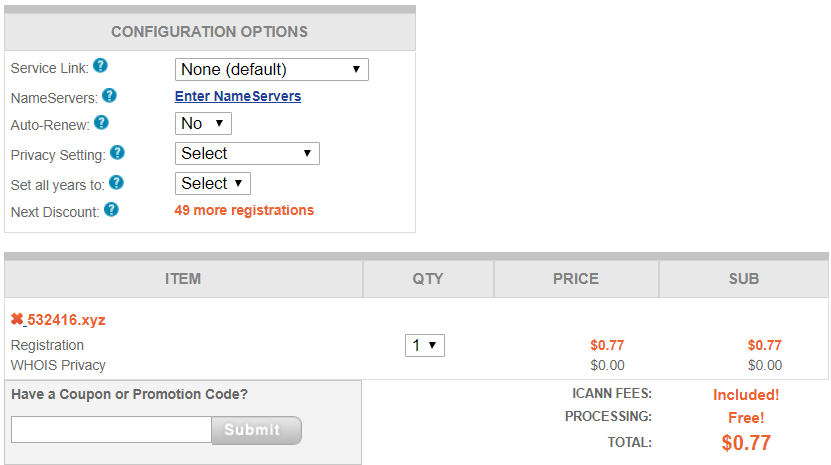 CONFIGURATION OPTIONS
Service Link: ? None (default)
NameServers: ? Enter NameServers
Auto-Renew: ? No
Privacy Setting: ? Select
Set all years to: ? Select
Next Discount: ? 49 more registrations
ITEM QTY PRICE SUB
532416.xyz
Registration 1 $0.77 $0.77
WHOIS Privacy $0.00 $0.00
Have a Coupon or Promotion Code? ICANN FEES: Included!
PROCESSING: Free!
Submit
TOTAL: $0.77